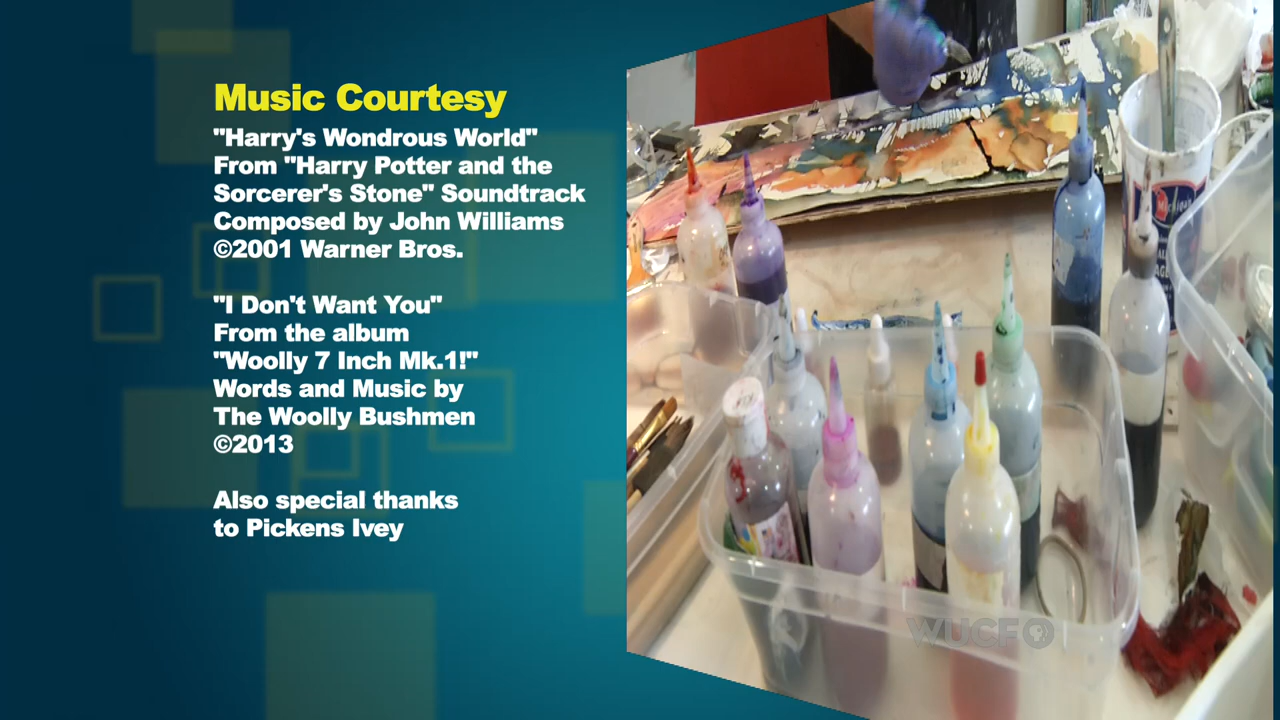 Music Courtesy
"Harry's Wondrous World"
From "Harry Potter and the
Sorcerer's Stone" Soundtrack
Composed by John Williams
©2001 Warner Bros.
"I Don't Want You"
From the album
"Woolly 7 Inch Mk.1!"
Words and Music by
The Woolly Bushmen
©2013
Also special thanks
to Pickens Ivey
WUCF